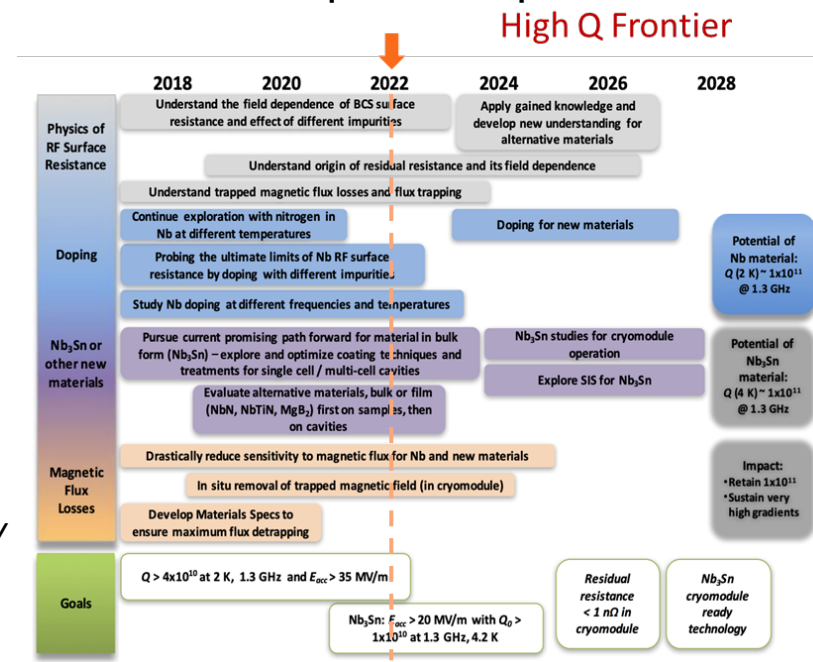 High Q Frontier
2018 2020 2022 2024 2026 2028
Physics of
RF Surface
Resistance
Understand the field dependence of BCS surface
resistance and effect of different impurities
Apply gained knowledge and
develop new understanding for
alternative materials
Understand origin of residual resistance and its field dependence
Understand trapped magnetic flux losses and flux trapping
Doping
Continue exploration with nitrogen in
Nb at different temperatures
Doping for new materials
Probing the ultimate limits of Nb RF surface
resistance by doping with different impurities
Study Nb doping at different frequencies and temperatures
Potential of
Nb material:
Q (2 K) ~ 1x10¹¹
@ 1.3 GHz
Nb₃Sn or
other new
materials
Pursue current promising path forward for material in bulk
form (Nb₃Sn) – explore and optimize coating techniques and
treatments for single cell / multi-cell cavities
Nb₃Sn studies for cryomodule
operation
Explore SIS for Nb₃Sn
Evaluate alternative materials, bulk or film
(NbN, NbTiN, MgB₂) first on samples, then
on cavities
Potential of
Nb₃Sn
material:
Q (4 K) ~ 1x10¹¹
@ 1.3 GHz
Magnetic
Flux
Losses
Drastically reduce sensitivity to magnetic flux for Nb and new materials
In situ removal of trapped magnetic field (in cryomodule)
Develop Materials Specs to
ensure maximum flux detrapping
Impact:
•Retain 1x10¹¹
•Sustain very
high gradients
Goals
Q > 4x10¹⁰ at 2 K, 1.3 GHz and Eacc > 35 MV/m
Nb₃Sn: Eacc > 20 MV/m with Q₀ >
1x10¹⁰ at 1.3 GHz, 4.2 K
Residual
resistance
< 1 nΩ in
cryomodule
Nb₃Sn
cryomodule
ready
technology